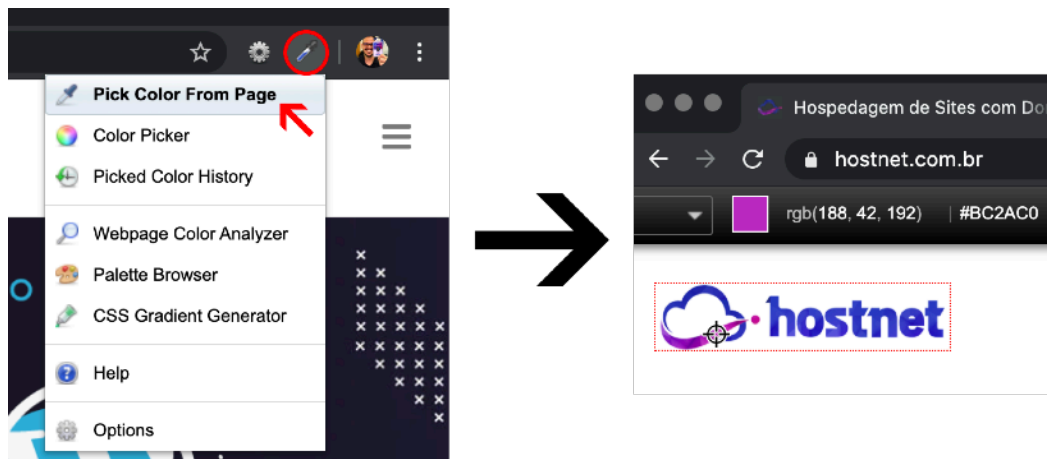 Pick Color From Page
Color Picker
Picked Color History
Webpage Color Analyzer
Palette Browser
CSS Gradient Generator
Help
Options
Hospedagem de Sites com Do
hostnet.com.br
rgb(188, 42, 192) | #BC2AC0
hostnet